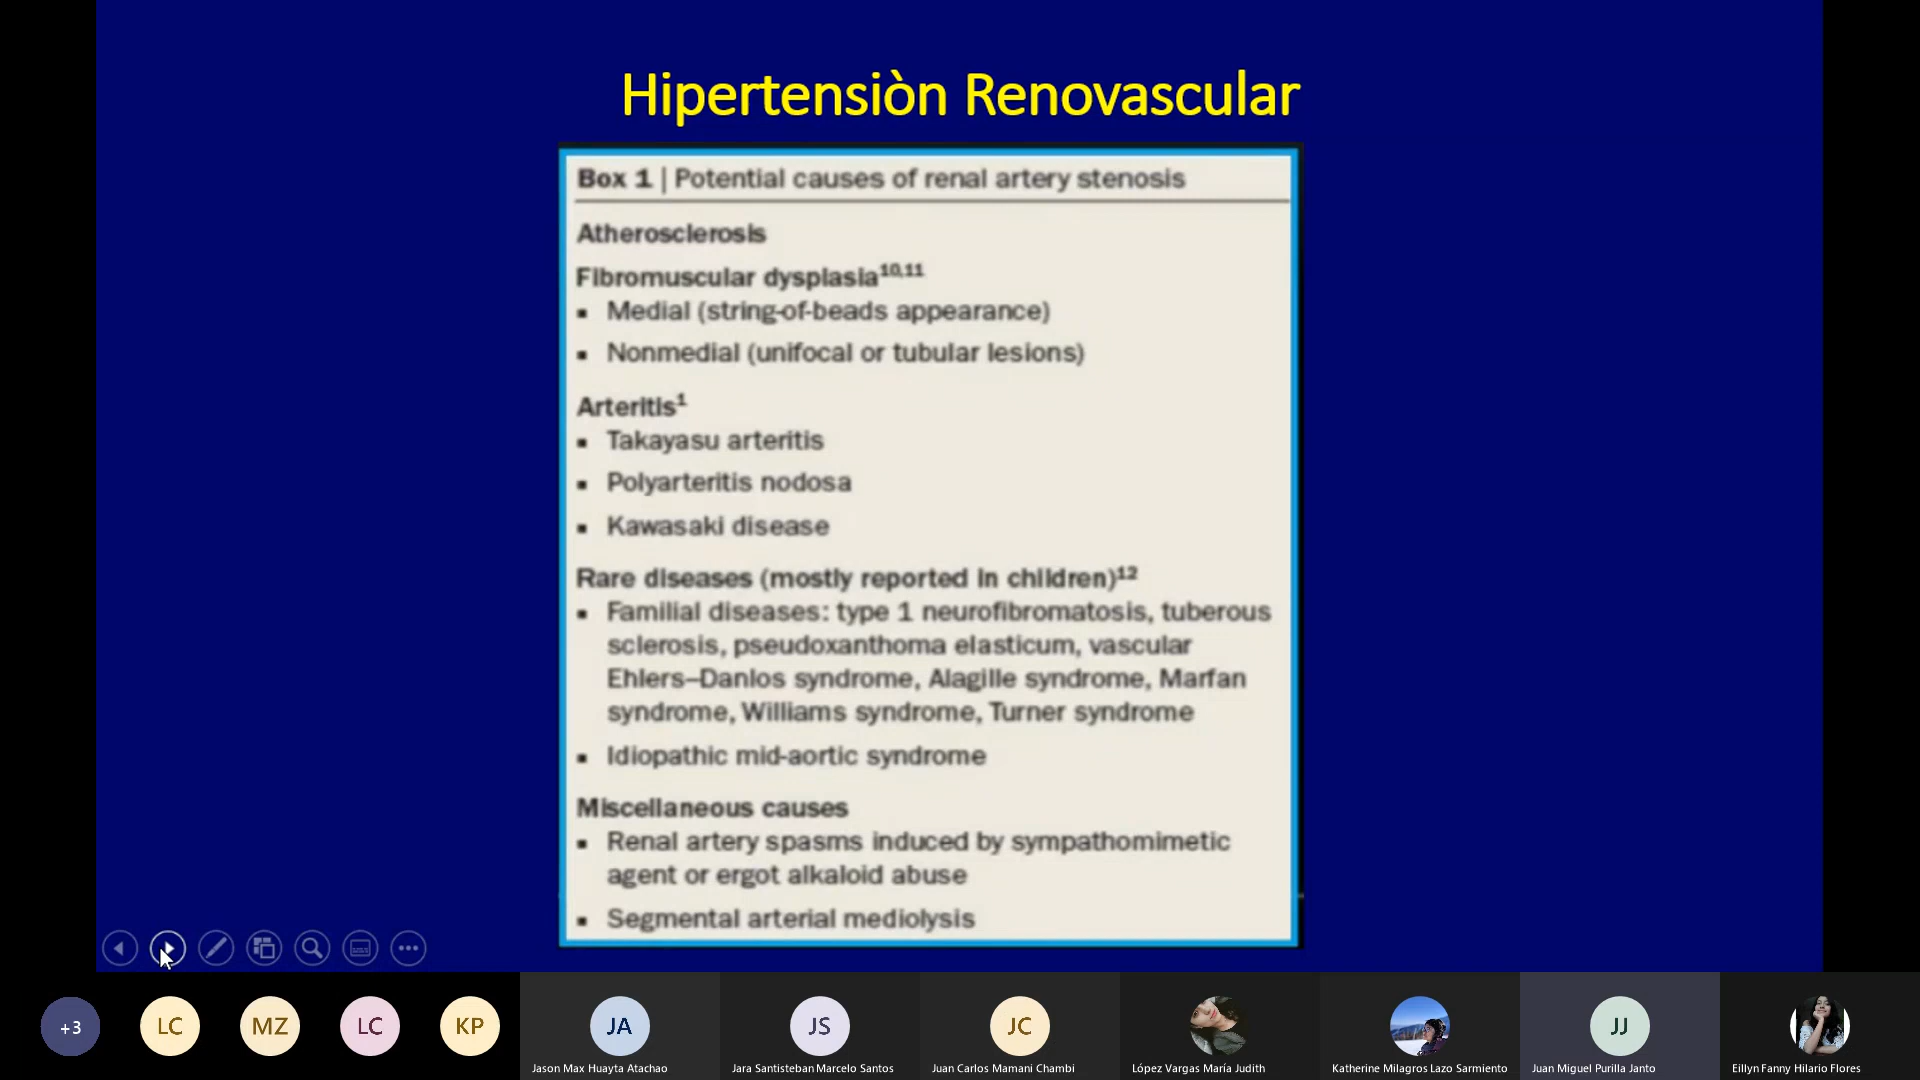 Hipertensiòn Renovascular
Box 1 | Potential causes of renal artery stenosis
Atherosclerosis
Fibromuscular dysplasia10,11
▪ Medial (string-of-beads appearance)
▪ Nonmedial (unifocal or tubular lesions)
Arteritis1
▪ Takayasu arteritis
▪ Polyarteritis nodosa
▪ Kawasaki disease
Rare diseases (mostly reported in children)12
▪ Familial diseases: type 1 neurofibromatosis, tuberous
sclerosis, pseudoxanthoma elasticum, vascular
Ehlers–Danlos syndrome, Alagille syndrome, Marfan
syndrome, Williams syndrome, Turner syndrome
▪ Idiopathic mid-aortic syndrome
Miscellaneous causes
▪ Renal artery spasms induced by sympathomimetic
agent or ergot alkaloid abuse
▪ Segmental arterial mediolysis
+3 LC MZ LC KP JA JS JC JJ
Jason Max Huayta Atachao
Jara Santisteban Marcelo Santos
Juan Carlos Mamani Chambi
López Vargas María Judith
Katherine Milagros Lazo Sarmiento
Juan Miguel Purilla Janto
Eillyn Fanny Hilario Flores